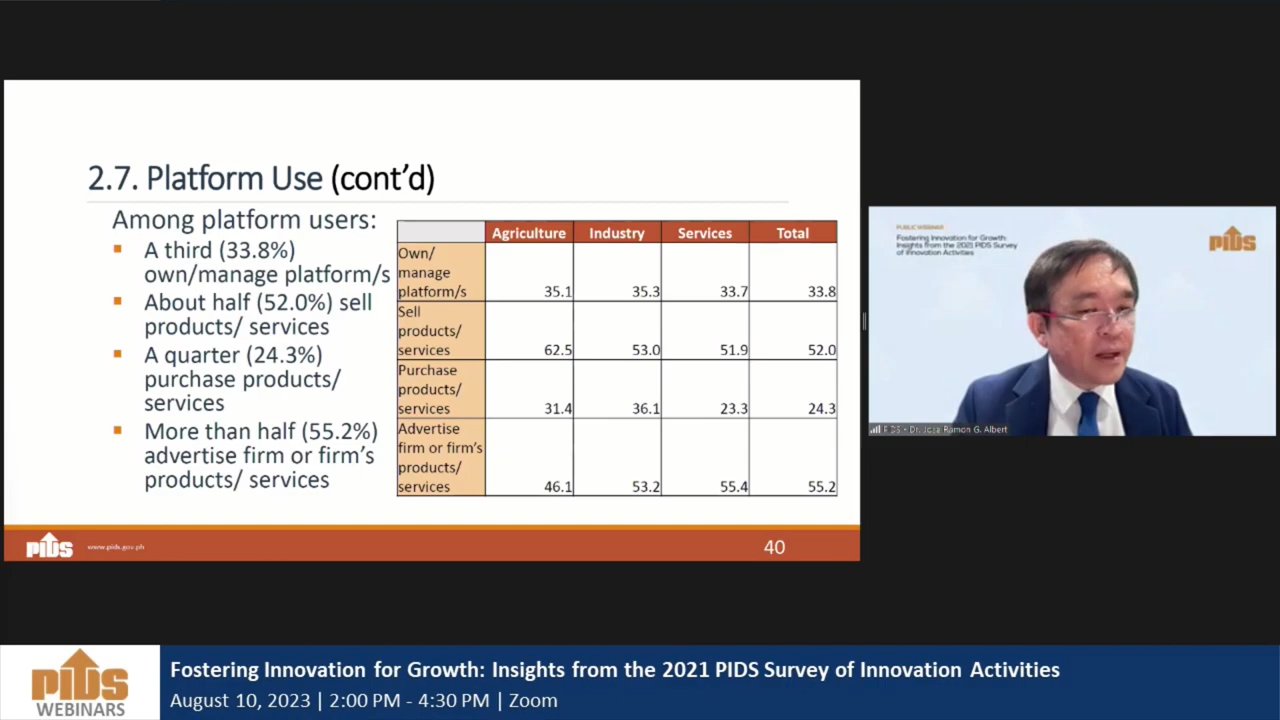 2.7. Platform Use (cont’d)
Among platform users:
▪ A third (33.8%)
own/manage platform/s
▪ About half (52.0%) sell
products/ services
▪ A quarter (24.3%)
purchase products/
services
▪ More than half (55.2%)
advertise firm or firm’s
products/ services
Agriculture Industry Services Total
Own/
manage
platform/s 35.1 35.3 33.7 33.8
Sell
products/
services 62.5 53.0 51.9 52.0
Purchase
products/
services 31.4 36.1 23.3 24.3
Advertise
firm or firm’s
products/
services 46.1 53.2 55.4 55.2
PIDS
www.pids.gov.ph
40
PUBLIC WEBINAR
Fostering Innovation for Growth:
Insights from the 2021 PIDS Survey
of Innovation Activities
PIDS
PIDS - Dr. Jose Ramon G. Albert
PIDS
WEBINARS
Fostering Innovation for Growth: Insights from the 2021 PIDS Survey of Innovation Activities
August 10, 2023 | 2:00 PM - 4:30 PM | Zoom